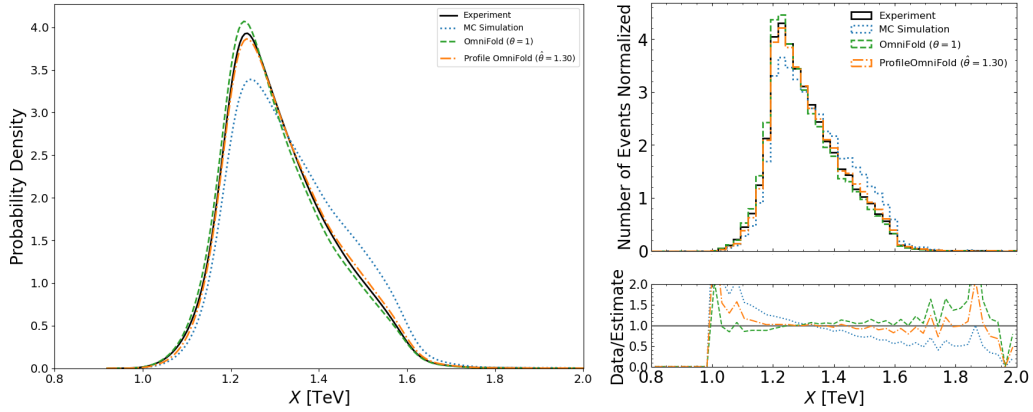 Probability Density
4.0
3.5
3.0
2.5
2.0
1.5
1.0
0.5
0.0
0.8 1.0 1.2 1.4 1.6 1.8 2.0
X [TeV]
Experiment
MC Simulation
OmniFold (θ = 1)
Profile OmniFold (θ̂ = 1.30)
Number of Events Normalized
4
2
0
Experiment
MC Simulation
OmniFold (θ = 1)
ProfileOmniFold (θ̂ = 1.30)
Data/Estimate
2.0
1.5
1.0
0.5
0.0
0.8 1.0 1.2 1.4 1.6 1.8 2.0
X [TeV]